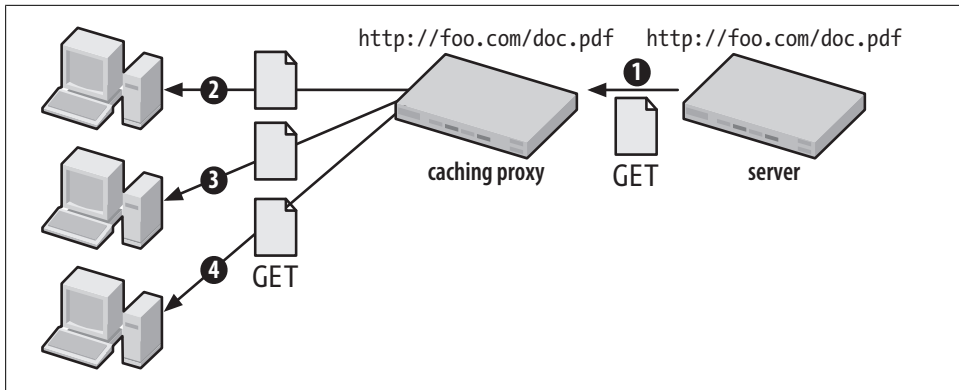 http://foo.com/doc.pdf http://foo.com/doc.pdf
1
2
3
caching proxy
GET
server
4
GET